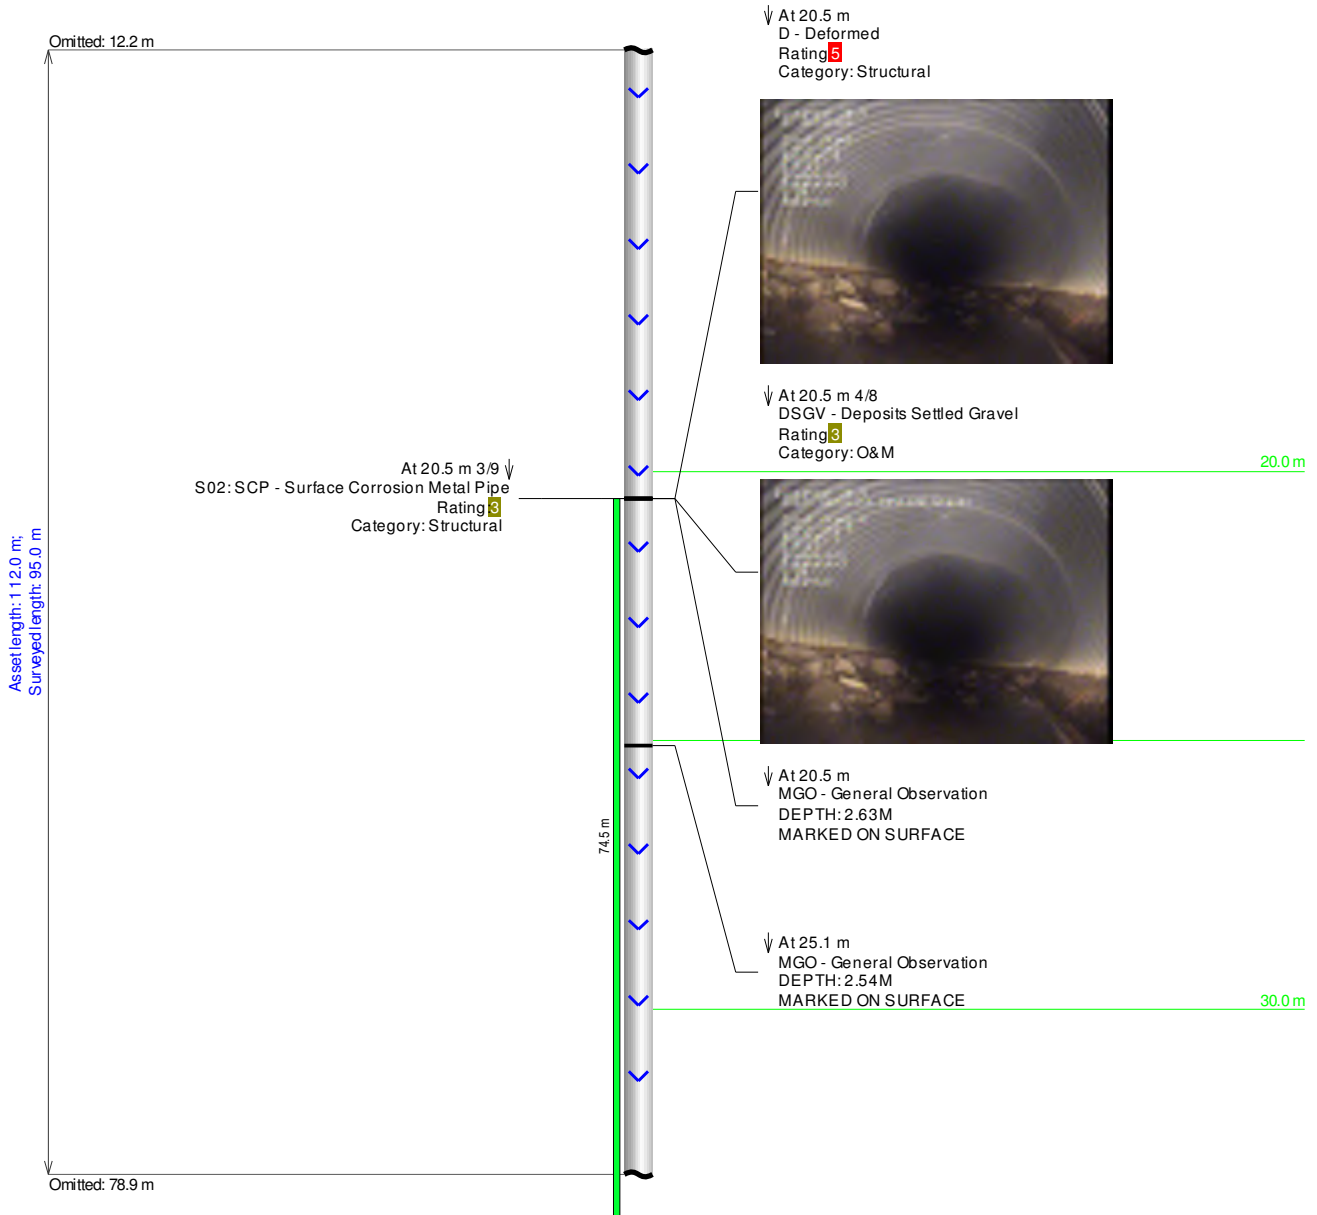 Omitted: 12.2 m
At 20.5 m
D - Deformed
Rating 5
Category: Structural
At 20.5 m 4/8
DSGV - Deposits Settled Gravel
Rating 3
Category: O&M
20.0 m
At 20.5 m 3/9
S02: SCP - Surface Corrosion Metal Pipe
Rating: 3
Category: Structural
Asset length: 112.0 m;
Surveyed length: 95.0 m
At 20.5 m
MGO - General Observation
DEPTH: 2.63M
MARKED ON SURFACE
74.5 m
At 25.1 m
MGO - General Observation
DEPTH: 2.54M
MARKED ON SURFACE
30.0 m
Omitted: 78.9 m